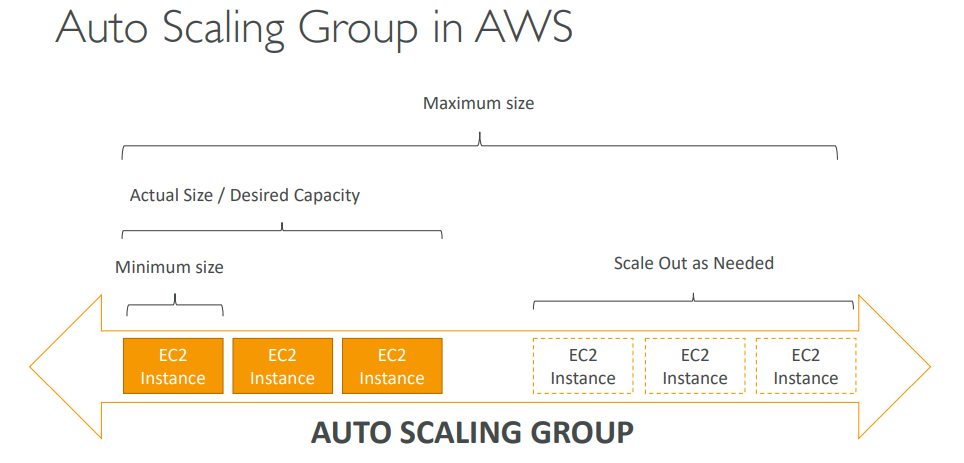 Auto Scaling Group in AWS
Maximum size
Actual Size / Desired Capacity
Minimum size
Scale Out as Needed
EC2
Instance
EC2
Instance
EC2
Instance
EC2
Instance
EC2
Instance
EC2
Instance
AUTO SCALING GROUP